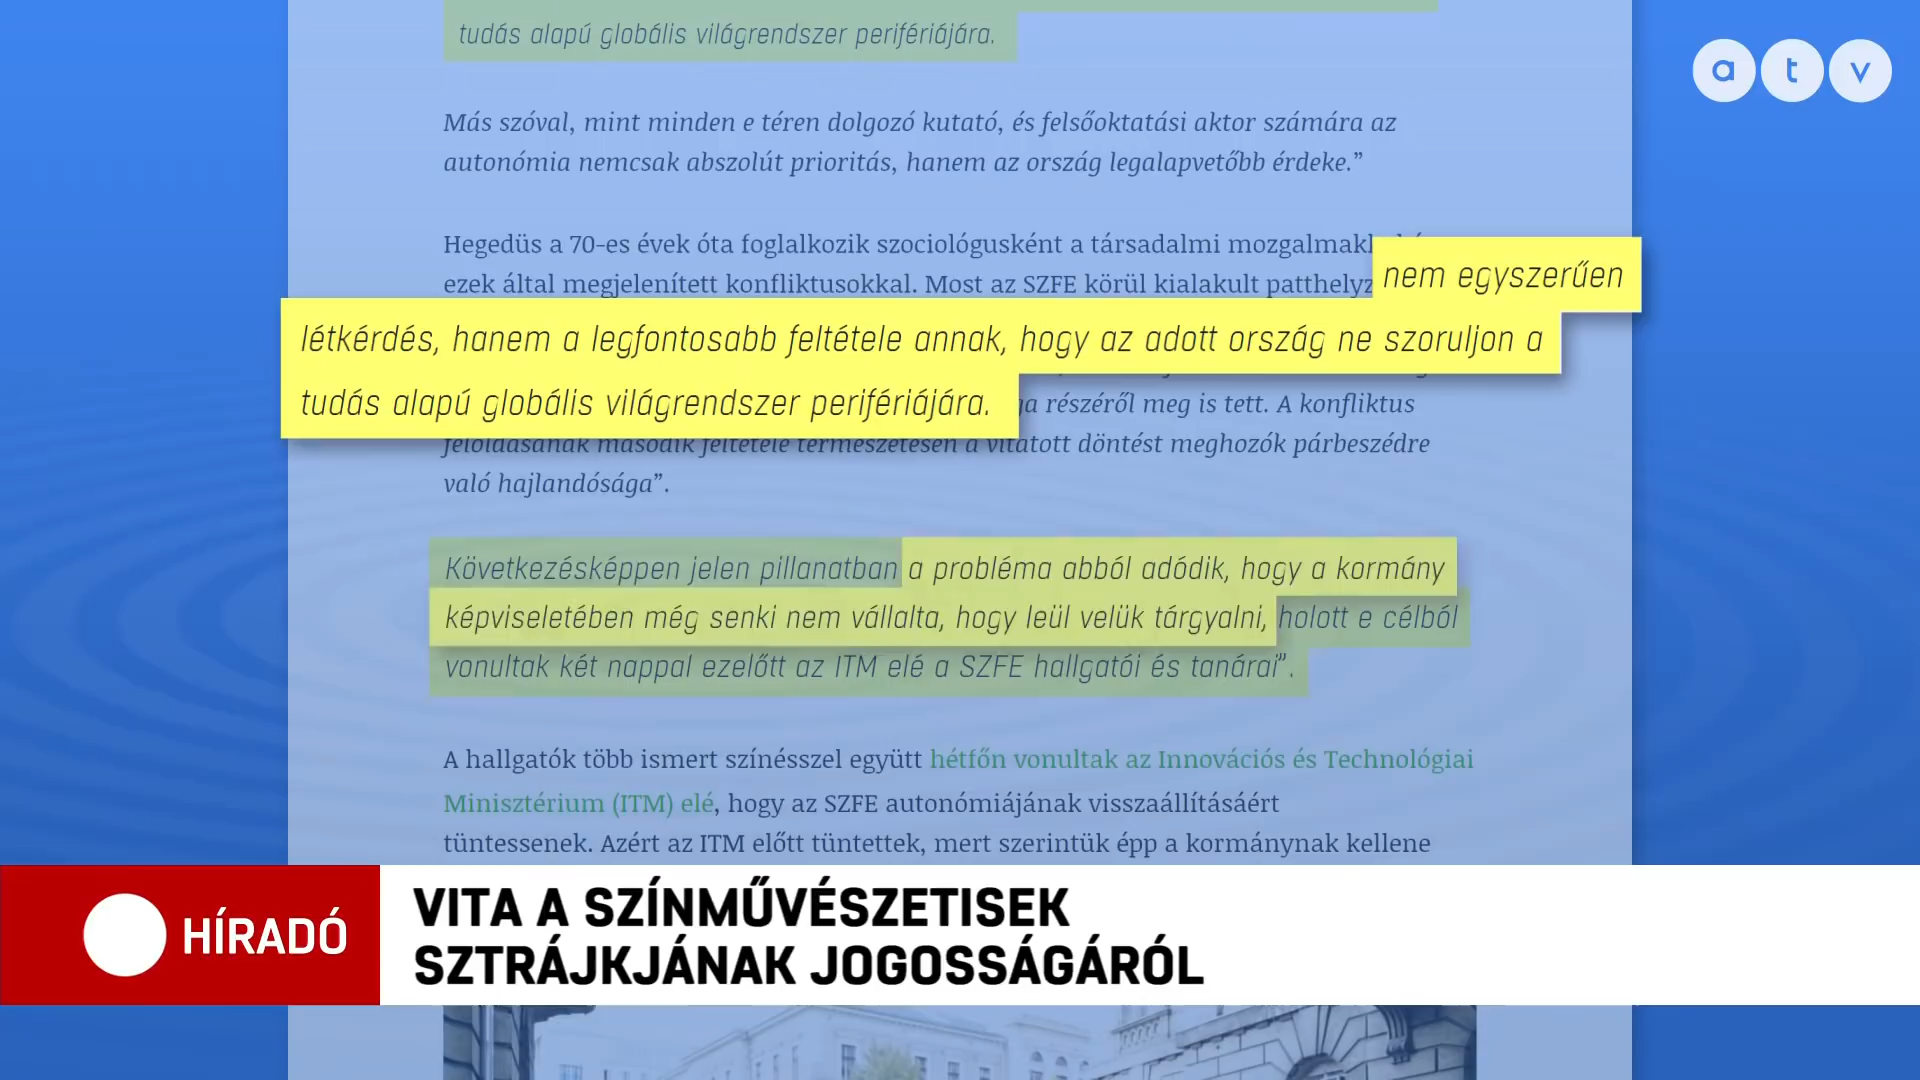 tudás alapú globális világrendszer perifériájára.
a t v
Más szóval, mint minden e téren dolgozó kutató, és felsőoktatási aktor számára az
autonómia nemcsak abszolút prioritás, hanem az ország legalapvetőbb érdeke.”
Hegedüs a 70-es évek óta foglalkozik szociológusként a társadalmi
ezek által megjelenített konfliktusokkal. Most az SZFE körül kialakult
nem egyszerűen
létkérdés, hanem a legfontosabb feltétele annak, hogy az adott ország ne szoruljon a
tudás alapú globális világrendszer perifériájára.
részéről meg is tett. A konfliktus
feloldásának második feltétele természetesen a vitatott döntést meghozók párbeszédre
való hajlandósága”.
Következésképpen jelen pillanatban a probléma abból adódik, hogy a kormány
képviseletében még senki nem vállalta, hogy leül velük tárgyalni, holott e célból
vonultak két nappal ezelőtt az ITM elé a SZFE hallgatói és tanárai”.
A hallgatók több ismert színésszel együtt hétfőn vonultak az Innovációs és Technológiai
Minisztérium (ITM) elé, hogy az SZFE autonómiájának visszaállításáért
tüntessenek. Azért az ITM előtt tüntettek, mert szerintük épp a kormánynak kellene
HÍRADÓ
VITA A SZÍNMŰVÉSZETISEK
SZTRÁJKJÁNAK JOGOSSÁGÁRÓL